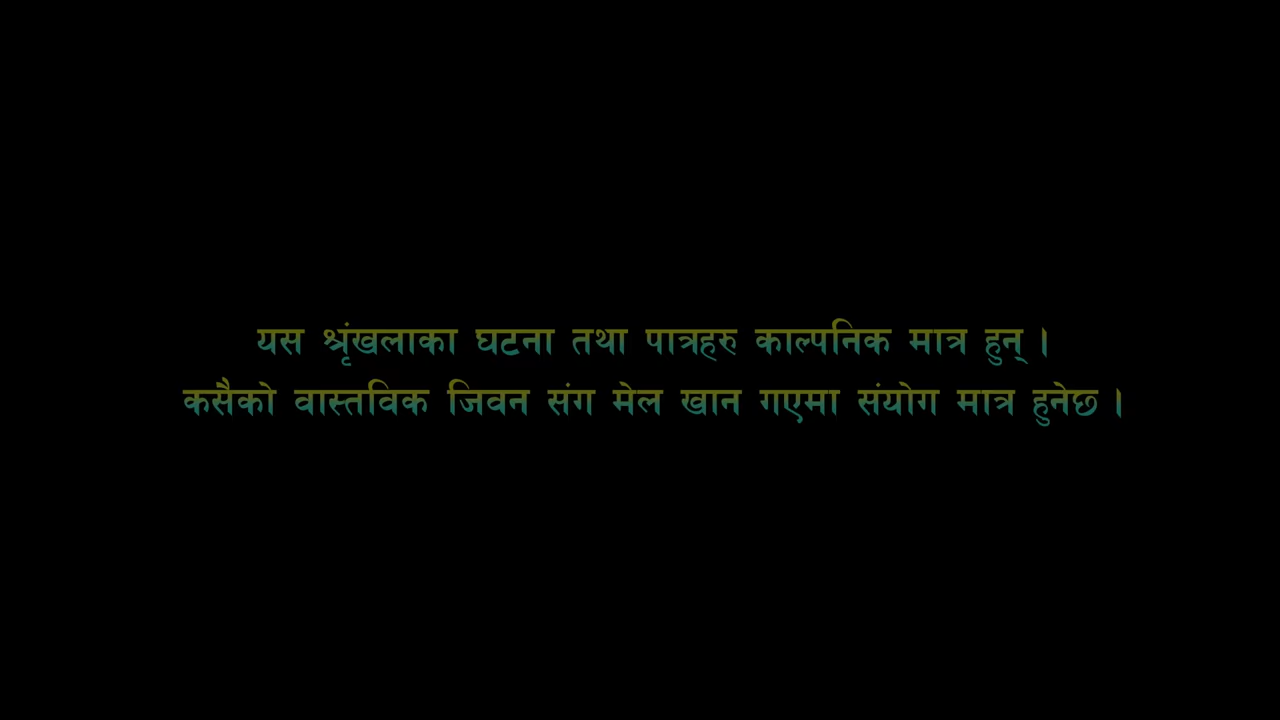 यस श्रृंखलाका घटना तथा पात्रहरु काल्पनिक मात्र हुन् ।
कसैको वास्तविक जिवन संग मेल खान गएमा संयोग मात्र हुनेछ ।